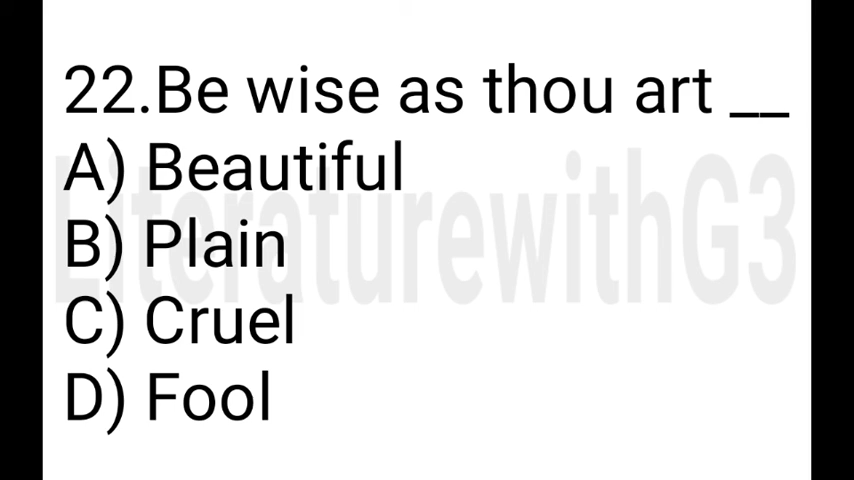 22.Be wise as thou art __
A) Beautiful
B) Plain
LiteraturewithG3
C) Cruel
D) Fool